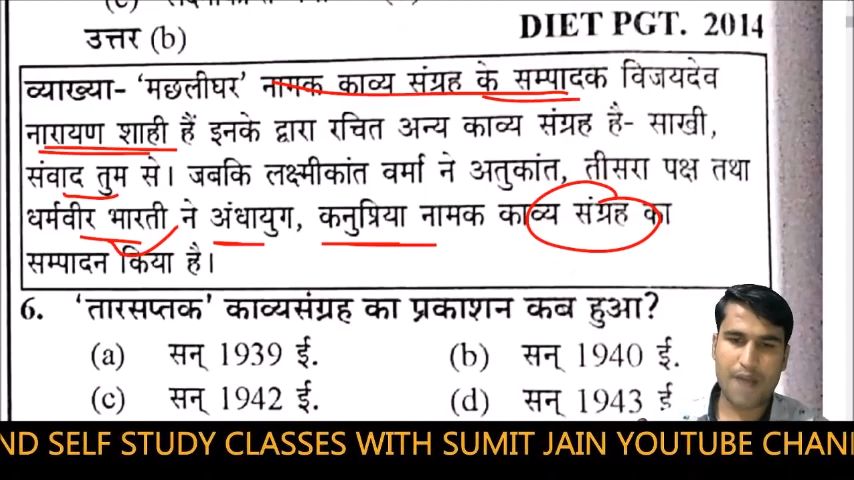 उत्तर (b)
DIET PGT. 2014
व्याख्या- 'मछलीघर' नामक काव्य संग्रह के सम्पादक विजयदेव
नारायण शाही हैं इनके द्वारा रचित अन्य काव्य संग्रह है- साखी,
संवाद तुम से। जबकि लक्ष्मीकांत वर्मा ने अतुकांत, तीसरा पक्ष तथा
धर्मवीर भारती ने अंधायुग, कनुप्रिया नामक काव्य संग्रह का
सम्पादन किया है।
6. 'तारसप्तक' काव्यसंग्रह का प्रकाशन कब हुआ?
(a) सन् 1939 ई. (b) सन् 1940 ई.
(c) सन् 1942 ई. (d) सन् 1943 ई
ND SELF STUDY CLASSES WITH SUMIT JAIN YOUTUBE CHAN